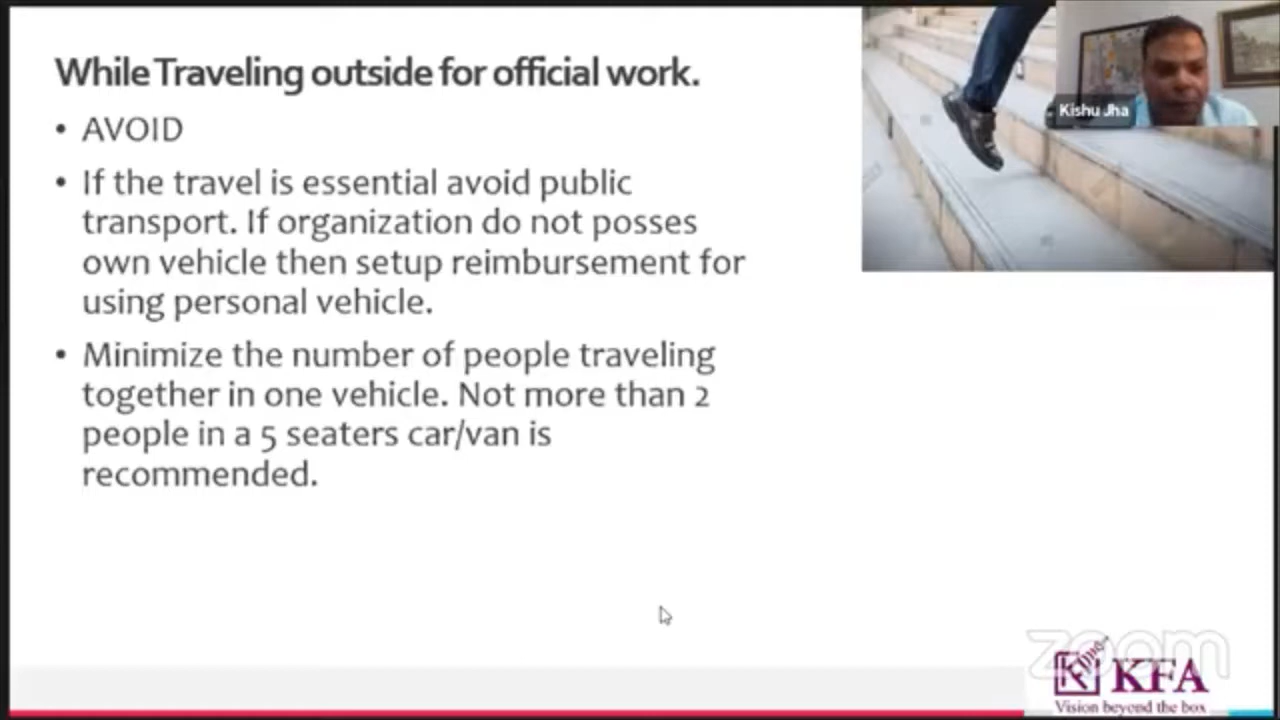 While Traveling outside for official work.
• AVOID
• If the travel is essential avoid public
transport. If organization do not posses
own vehicle then setup reimbursement for
using personal vehicle.
• Minimize the number of people traveling
together in one vehicle. Not more than 2
people in a 5 seaters car/van is
recommended.
Kishu Jha
zoom
KFA
Vision beyond the box